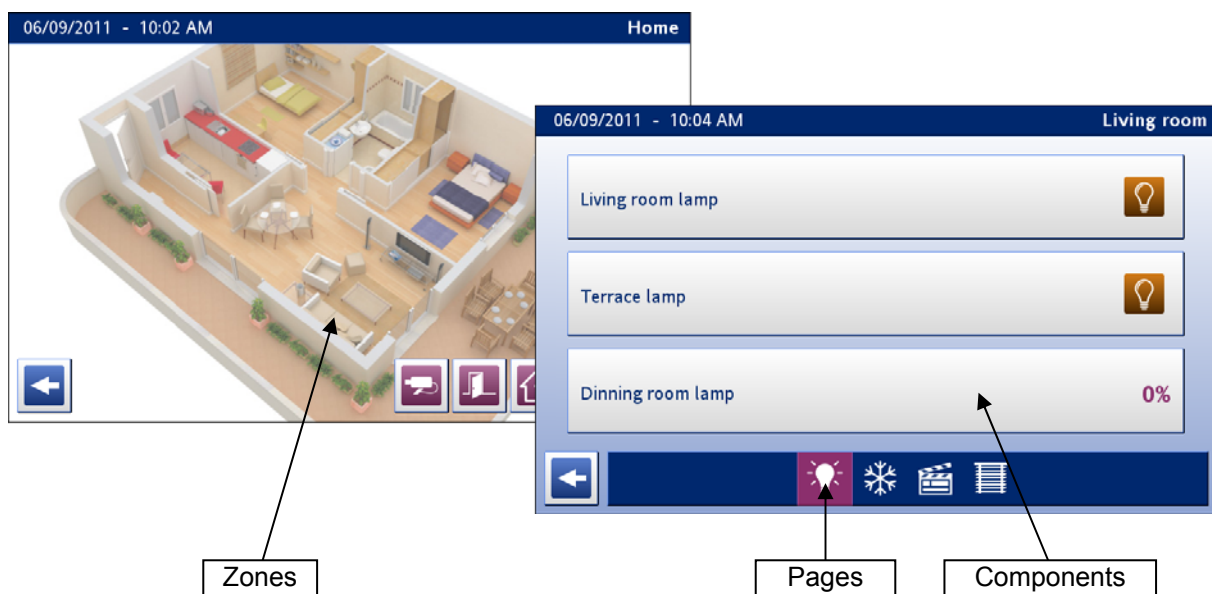 06/09/2011 - 10:02 AM Home
06/09/2011 - 10:04 AM Living room
Living room lamp
Terrace lamp
Dinning room lamp 0%
Zones Pages Components